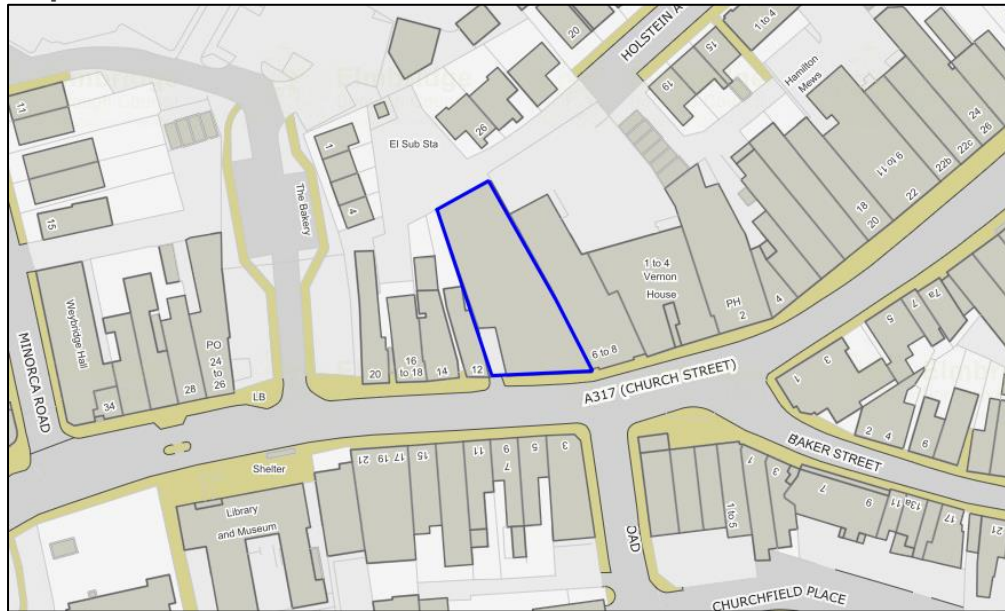 HOLSTEIN A
20
1 to 4
15
19
Hamilton
Mews
11
26
El Sub Sta
1
4
The Bakery
15
24
26
22c
22b
22
9 to 11
18
20
Weybridge Hall
MINORCA ROAD
PO
24
to
26
28
34
LB
20
16
to 18
14
12
6 to 8
1 to 4
Vernon
House
PH
2
4
A317 (CHURCH STREET)
7a
7
5
3
1
2
4
6
BAKER STREET
Shelter
21
19
17
15
11
9
7
5
3
Library
and Museum
OAD
1
3
1 to 5
7
9
11
13a
17
21
CHURCHFIELD PLACE